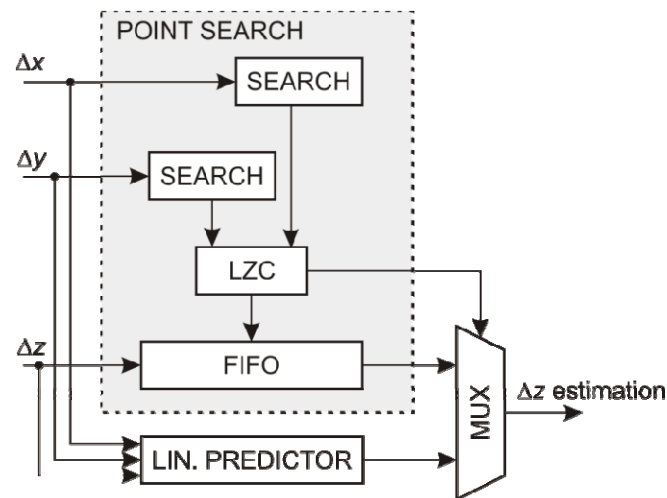 POINT SEARCH
Δx
SEARCH
Δy
SEARCH
LZC
Δz
FIFO
MUX
Δz estimation
LIN. PREDICTOR